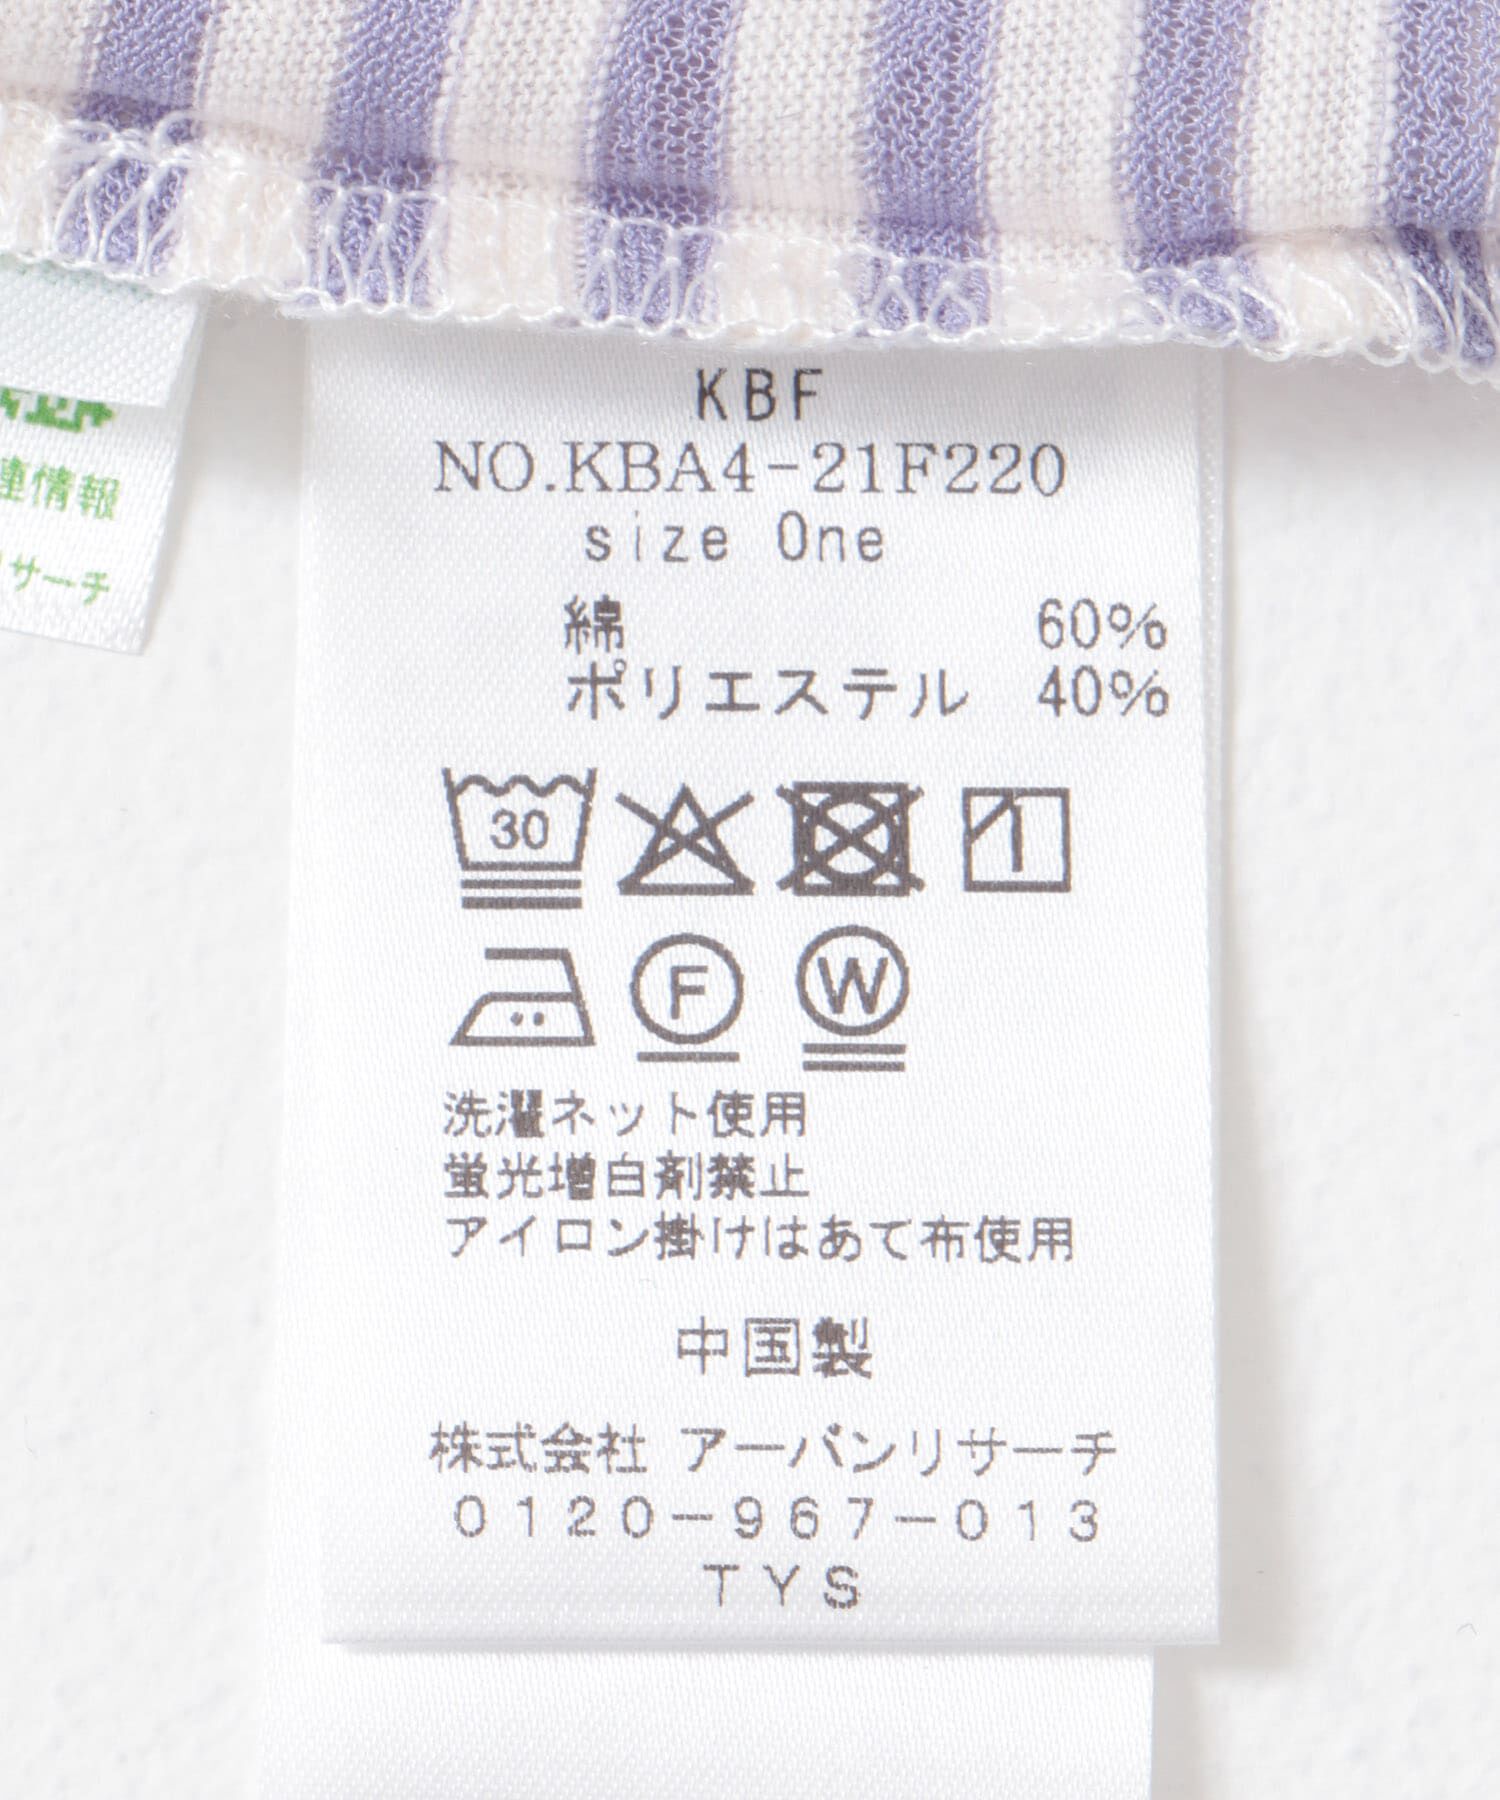 KBF
NO.KBA4-21F220
size One
綿 60%
ポリエステル 40%
30
F W
洗濯ネット使用
蛍光増白剤禁止
アイロン掛けはあて布使用
中国製
株式会社 アーバンリサーチ
0120-967-013
TYS
連情報
リサーチ